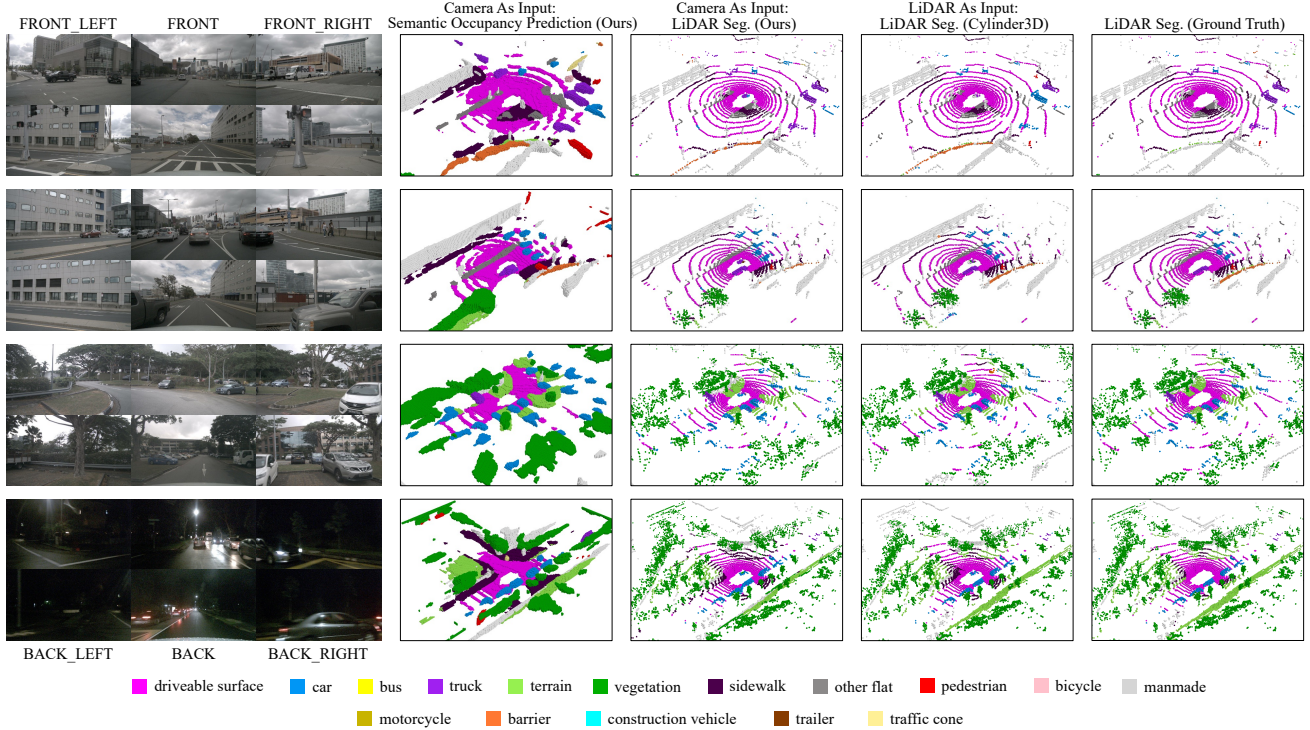 FRONT_LEFT FRONT FRONT_RIGHT
Camera As Input:
Semantic Occupancy Prediction (Ours)
Camera As Input:
LiDAR Seg. (Ours)
LiDAR As Input:
LiDAR Seg. (Cylinder3D)
LiDAR Seg. (Ground Truth)
BACK_LEFT BACK BACK_RIGHT
driveable surface car bus truck terrain vegetation sidewalk other flat pedestrian bicycle manmade
motorcycle barrier construction vehicle trailer traffic cone